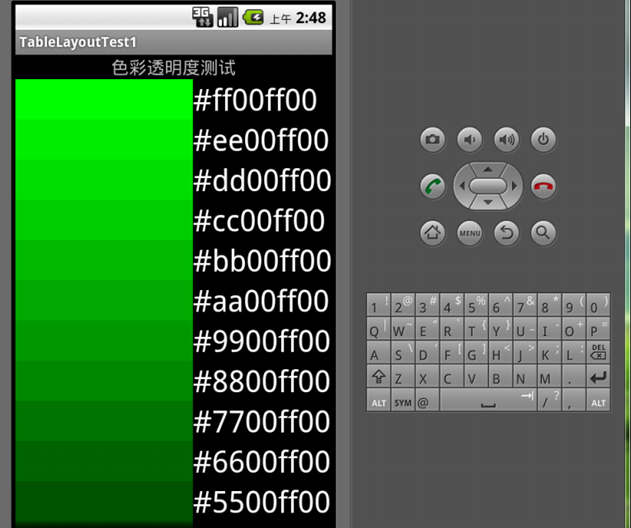 3G 上午 2:48
TableLayoutTest1
色彩透明度测试
#ff00ff00
#ee00ff00
#dd00ff00
#cc00ff00
#bb00ff00
#aa00ff00
#9900ff00
#8800ff00
#7700ff00
#6600ff00
#5500ff00
MENU
1 ! 2 @ 3 # 4 $ 5 % 6 ^ 7 & 8 * 9 ( 0 )
Q | W ~ E " R ` T { Y } U _ I - O + P =
A S \ D ' F [ G ] H < J > K ; L : DEL
Z X C V B N M .
ALT SYM @ / ? , ALT